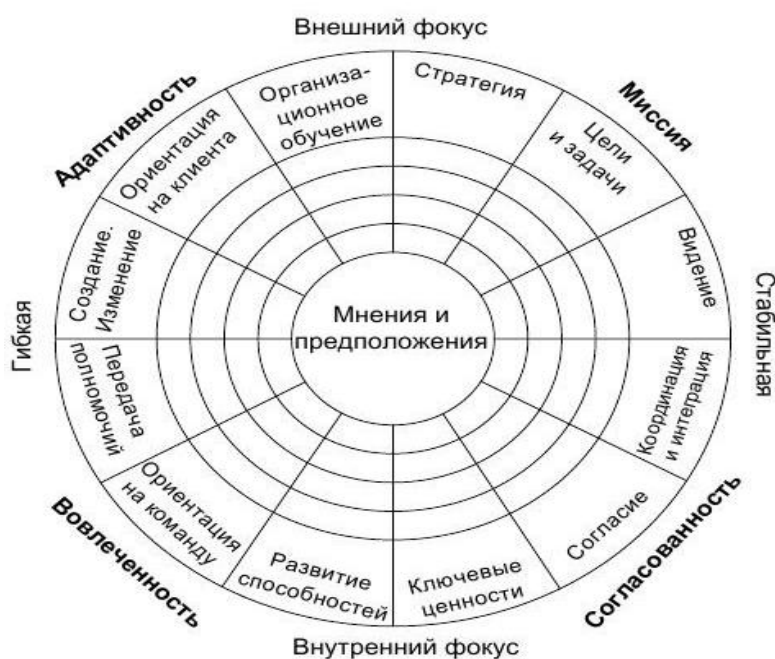 Внешний фокус
Адаптивность
Миссия
Организа-
ционное
обучение
Стратегия
Ориентация
на клиента
Цели
и задачи
Создание.
Изменение
Видение
Гибкая
Стабильная
Мнения и
предположения
Передача
полномочий
Координация
и интеграция
Ориентация
на команду
Согласие
Развитие
способностей
Ключевые
ценности
Вовлеченность
Согласованность
Внутренний фокус